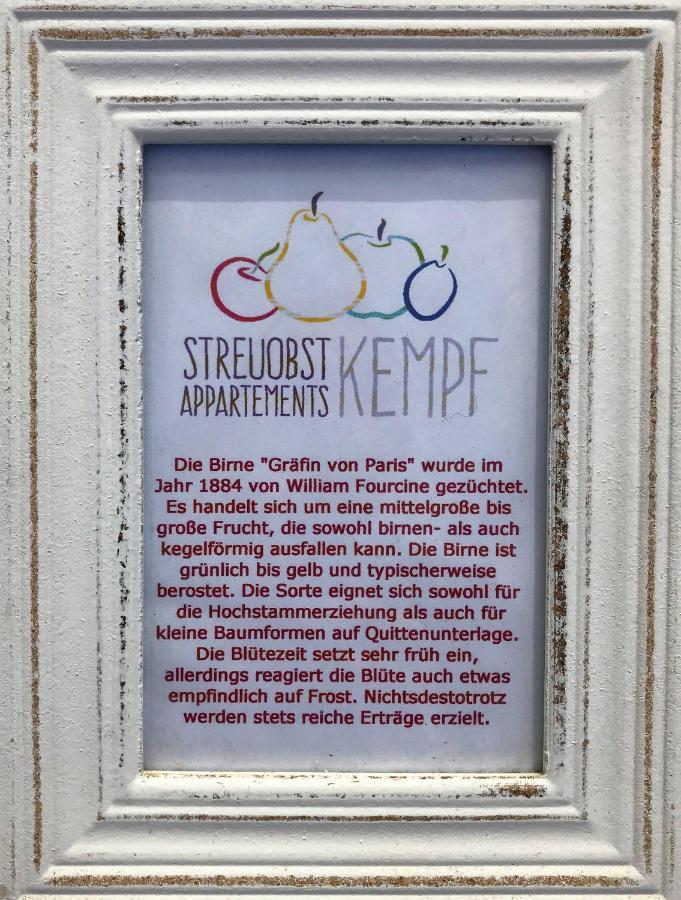 STREUOBST
APPARTEMENTS
KEMPF
Die Birne "Gräfin von Paris" wurde im
Jahr 1884 von William Fourcine gezüchtet.
Es handelt sich um eine mittelgroße bis
große Frucht, die sowohl birnen- als auch
kegelförmig ausfallen kann. Die Birne ist
grünlich bis gelb und typischerweise
berostet. Die Sorte eignet sich sowohl für
die Hochstammerziehung als auch für
kleine Baumformen auf Quittenunterlage.
Die Blütezeit setzt sehr früh ein,
allerdings reagiert die Blüte auch etwas
empfindlich auf Frost. Nichtsdestotrotz
werden stets reiche Erträge erzielt.